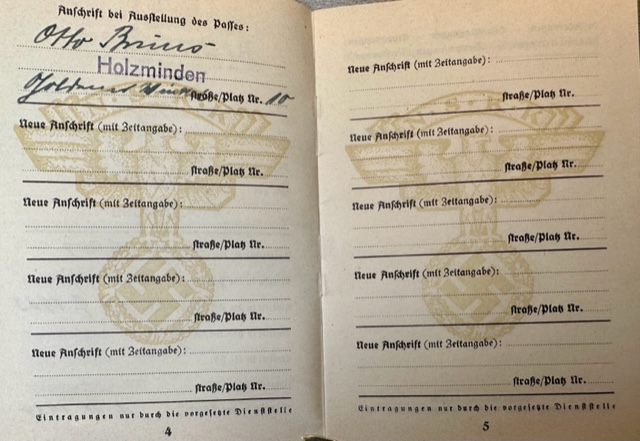 Anschrift bei Ausstellung des Passes:
Otto Bruns
Holzminden
Goldener Winkel Straße/Platz Nr. 10
Neue Anschrift (mit Zeitangabe):
Straße/Platz Nr.
Neue Anschrift (mit Zeitangabe):
Straße/Platz Nr.
Neue Anschrift (mit Zeitangabe):
Straße/Platz Nr.
Neue Anschrift (mit Zeitangabe):
Straße/Platz Nr.
Eintragungen nur durch die vorgesetzte Dienststelle
4
Neue Anschrift (mit Zeitangabe):
Straße/Platz Nr.
Neue Anschrift (mit Zeitangabe):
Straße/Platz Nr.
Neue Anschrift (mit Zeitangabe):
Straße/Platz Nr.
Neue Anschrift (mit Zeitangabe):
Straße/Platz Nr.
Neue Anschrift (mit Zeitangabe):
Straße/Platz Nr.
Eintragungen nur durch die vorgesetzte Dienststelle
5